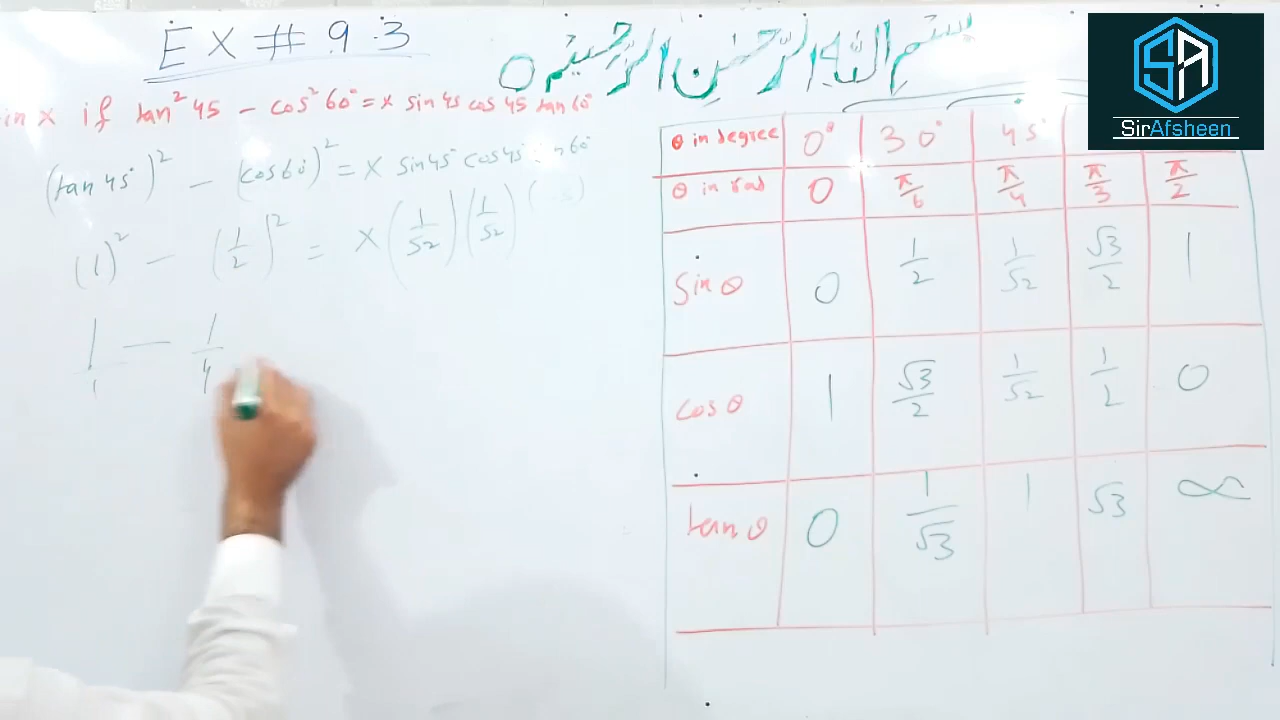 EX # 9.3
بسم اللہ الرحمٰن الرحیم ०
SirAfsheen
in x if tan² 45 - cos² 60° = x sin 45 cos 45 tan 60°
(tan 45°)² - (cos 60°)² = x sin 45° cos 45° n 60°
(1)² - (1/2)² = x (1/√2) (1/√2) (
1/1 - 1/4
θ in degree 0° 30° 45°
θ in rad 0 π/6 π/4 π/3 π/2
Sin θ 0 1/2 1/√2 √3/2 1
cos θ 1 √3/2 1/√2 1/2 0
tan θ 0 1/√3 1 √3 ∞